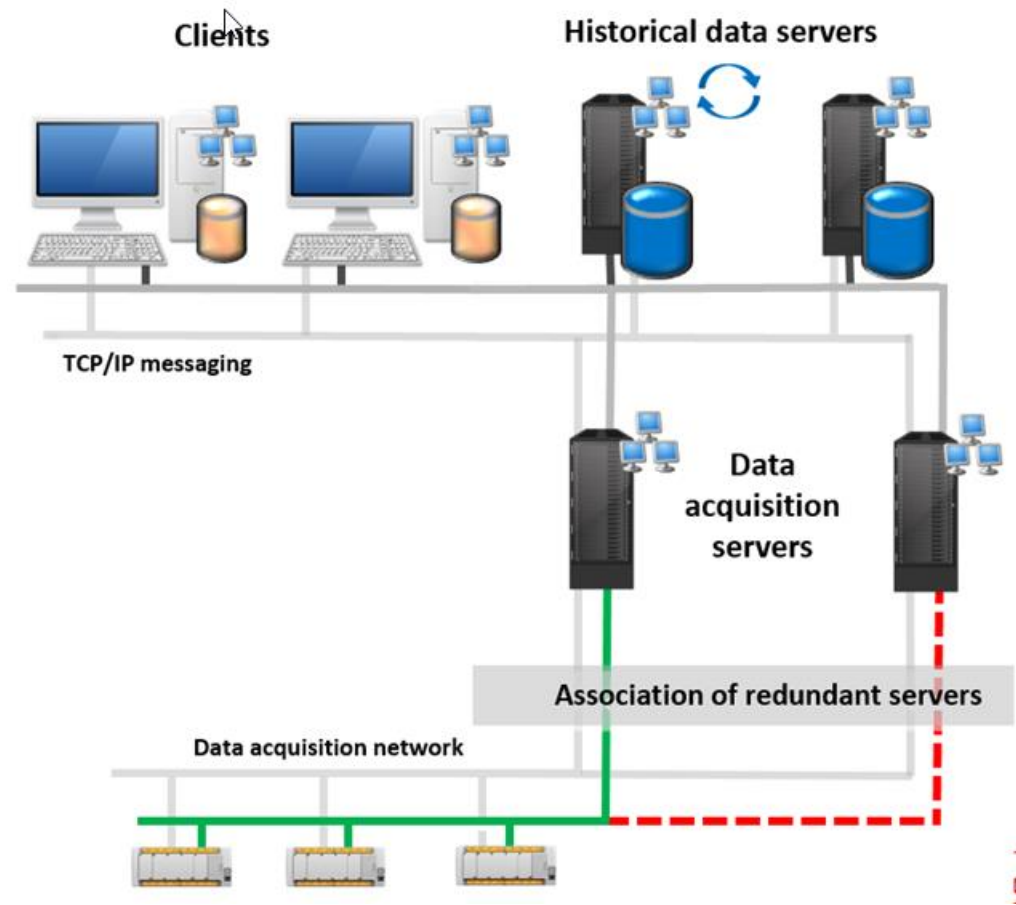 Clients
Historical data servers
TCP/IP messaging
Data
acquisition
servers
Association of redundant servers
Data acquisition network